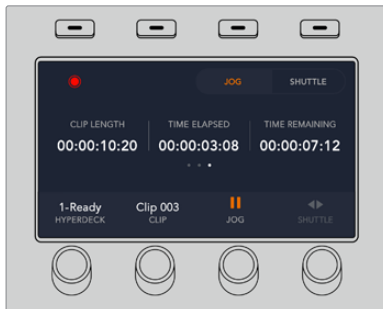 JOG SHUTTLE
CLIP LENGTH TIME ELAPSED TIME REMAINING
00:00:10:20 00:00:03:08 00:00:07:12
1-Ready Clip 003
HYPERDECK CLIP JOG SHUTTLE